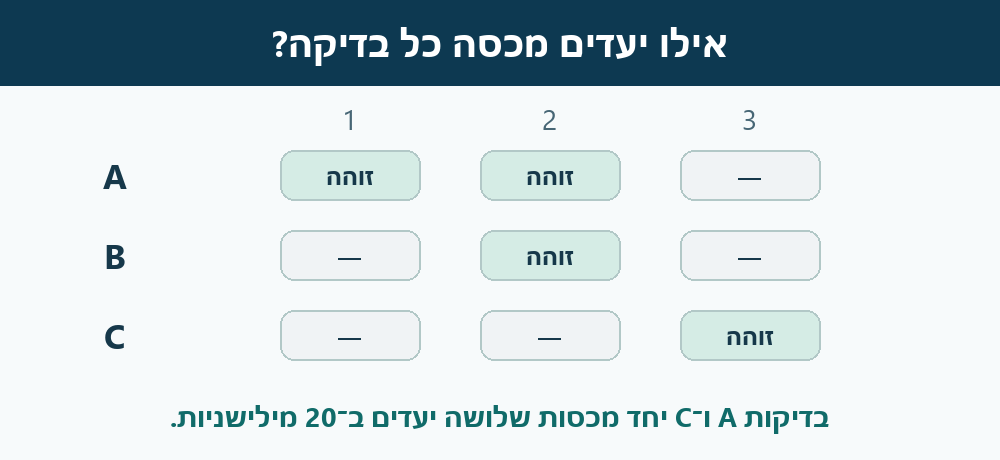 אילו יעדים מכסה כל בדיקה?
1 2 3
A זוהה זוהה —
B — זוהה —
C — — זוהה
בדיקות A ו־C יחד מכסות שלושה יעדים ב־20 מילישניות.